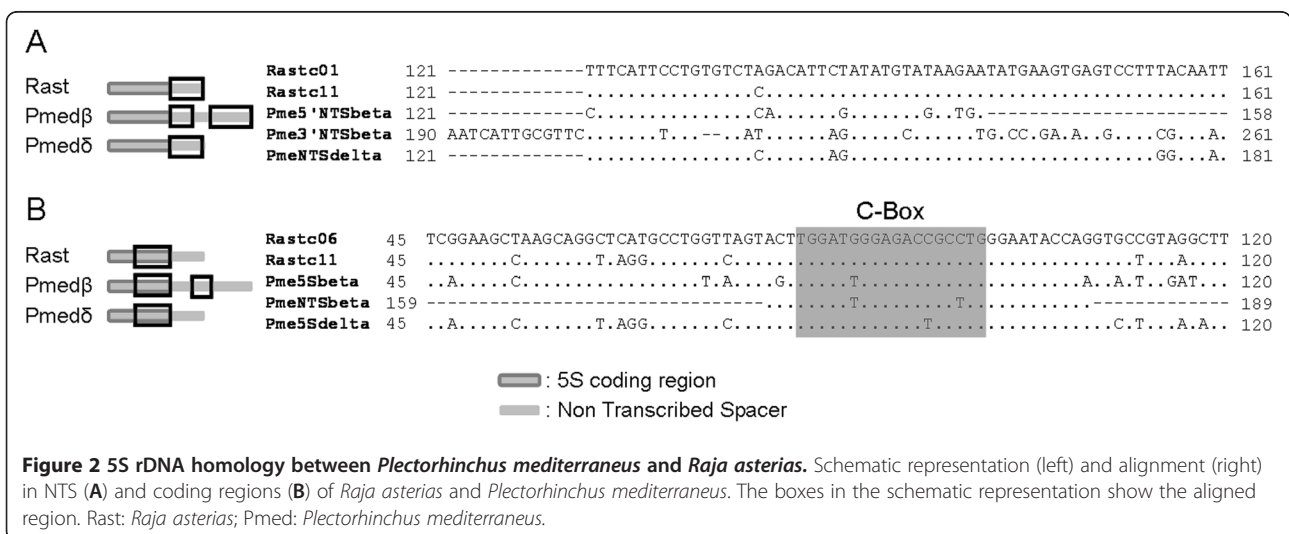 A
Rast
Pmedβ
Pmedδ
Rastc01 121 -------------TTTCATTCCTGTGTCTAGACATTCTATATGTATAAGAATATGAAGTGAGTCCTTTACAATT 161
Rastc11 121 -------------................C........................................... 161
Pme5'NTSbeta 121 -------------C...............CA......G........G..TG.---------------------- 158
Pme3'NTSbeta 190 AATCATTGCGTTC.......T...--..AT......AG.....C......TG.CC.GA.A..G....CG...A. 261
PmeNTSdelta 121 -------------................C......AG.............................GG...A. 181
B
C-Box
Rast
Pmedβ
Pmedδ
Rastc06 45 TCGGAAGCTAAGCAGGCTCATGCCTGGTTAGTACTTGGATGGGAGACCGCCTGGGAATACCAGGTGCCGTAGGCTT 120
Rastc11 45 ........C.......T.AGG.......C......................................T...A.... 120
Pme5Sbeta 45 ..A.....C.................T.A....G.......T.....................A..A.T..GAT... 120
PmeNTSbeta 159 --------------------------------........T.........T............------------- 189
Pme5Sdelta 45 ..A.....C.......T.AGG.......C..................T.................C.T...A.A.. 120
: 5S coding region
: Non Transcribed Spacer
Figure 2 5S rDNA homology between Plectorhinchus mediterraneus and Raja asterias. Schematic representation (left) and alignment (right)
in NTS (A) and coding regions (B) of Raja asterias and Plectorhinchus mediterraneus. The boxes in the schematic representation show the aligned
region. Rast: Raja asterias; Pmed: Plectorhinchus mediterraneus.